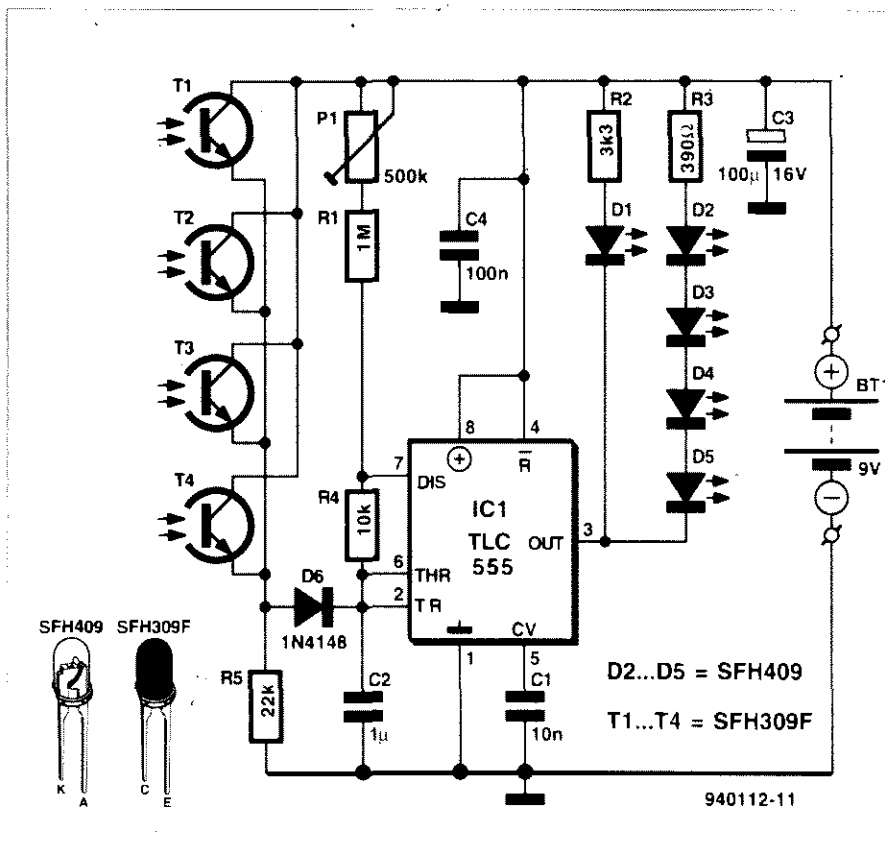 T1
T2
T3
T4
P1
500k
R1
1M
C4
100n
R2
3k3
R3
390Ω
C3
100µ 16V
D1
D2
D3
D4
D5
BT1
9V
8
4
R
7
DIS
R4
10k
IC1
TLC
555
OUT
3
6
THR
2
TR
D6
1N4148
CV
1
5
SFH409
SFH309F
K
A
C
E
R5
22k
C2
1µ
C1
10n
D2...D5 = SFH409
T1...T4 = SFH309F
940112-11